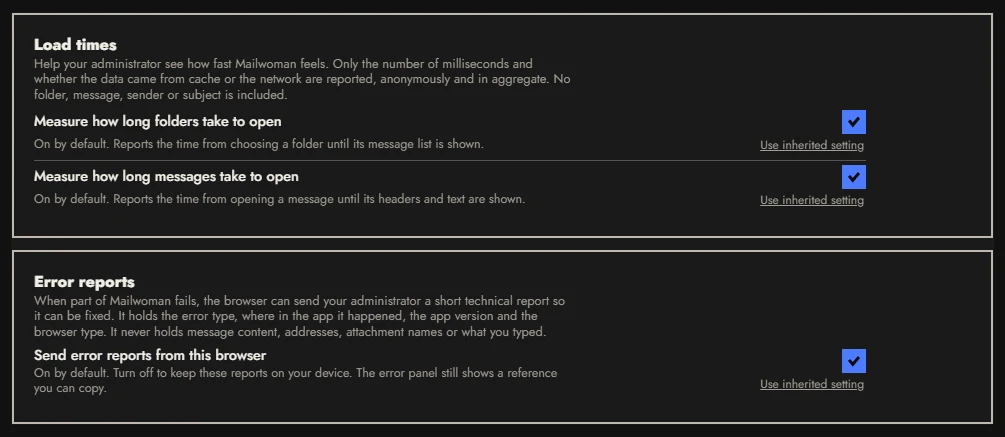 Load times
Help your administrator see how fast Mailwoman feels. Only the number of milliseconds and
whether the data came from cache or the network are reported, anonymously and in aggregate. No
folder, message, sender or subject is included.
Measure how long folders take to open
On by default. Reports the time from choosing a folder until its message list is shown.
Use inherited setting
Measure how long messages take to open
On by default. Reports the time from opening a message until its headers and text are shown.
Use inherited setting
Error reports
When part of Mailwoman fails, the browser can send your administrator a short technical report so
it can be fixed. It holds the error type, where in the app it happened, the app version and the
browser type. It never holds message content, addresses, attachment names or what you typed.
Send error reports from this browser
On by default. Turn off to keep these reports on your device. The error panel still shows a reference
you can copy.
Use inherited setting